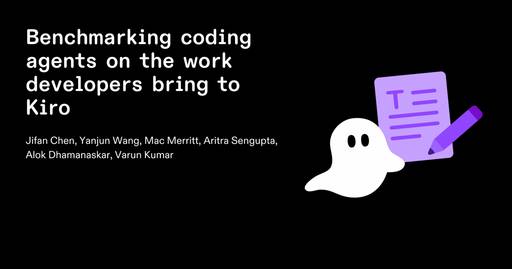 Benchmarking coding
agents on the work
developers bring to
Kiro
Jifan Chen, Yanjun Wang, Mac Merritt, Aritra Sengupta,
Alok Dhamanaskar, Varun Kumar
T